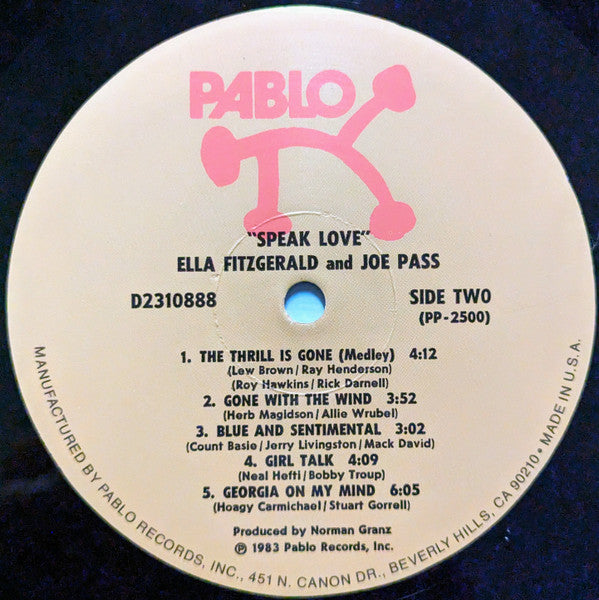 PABLO
"SPEAK LOVE"
ELLA FITZGERALD and JOE PASS
D2310888
SIDE TWO
(PP-2500)
1. THE THRILL IS GONE (Medley) 4:12
(Lew Brown/Ray Henderson)
(Roy Hawkins/Rick Darnell)
2. GONE WITH THE WIND 3:52
(Herb Magidson/Allie Wrubel)
3. BLUE AND SENTIMENTAL 3:02
(Count Basie/Jerry Livingston/Mack David)
4. GIRL TALK 4:09
(Neal Hefti/Bobby Troup)
5. GEORGIA ON MY MIND 6:05
(Hoagy Carmichael/Stuart Gorrell)
Produced by Norman Granz
℗ 1983 Pablo Records, Inc.
MANUFACTURED BY PABLO RECORDS, INC., 451 N. CANON DR., BEVERLY HILLS, CA 90210 • MADE IN U.S.A.